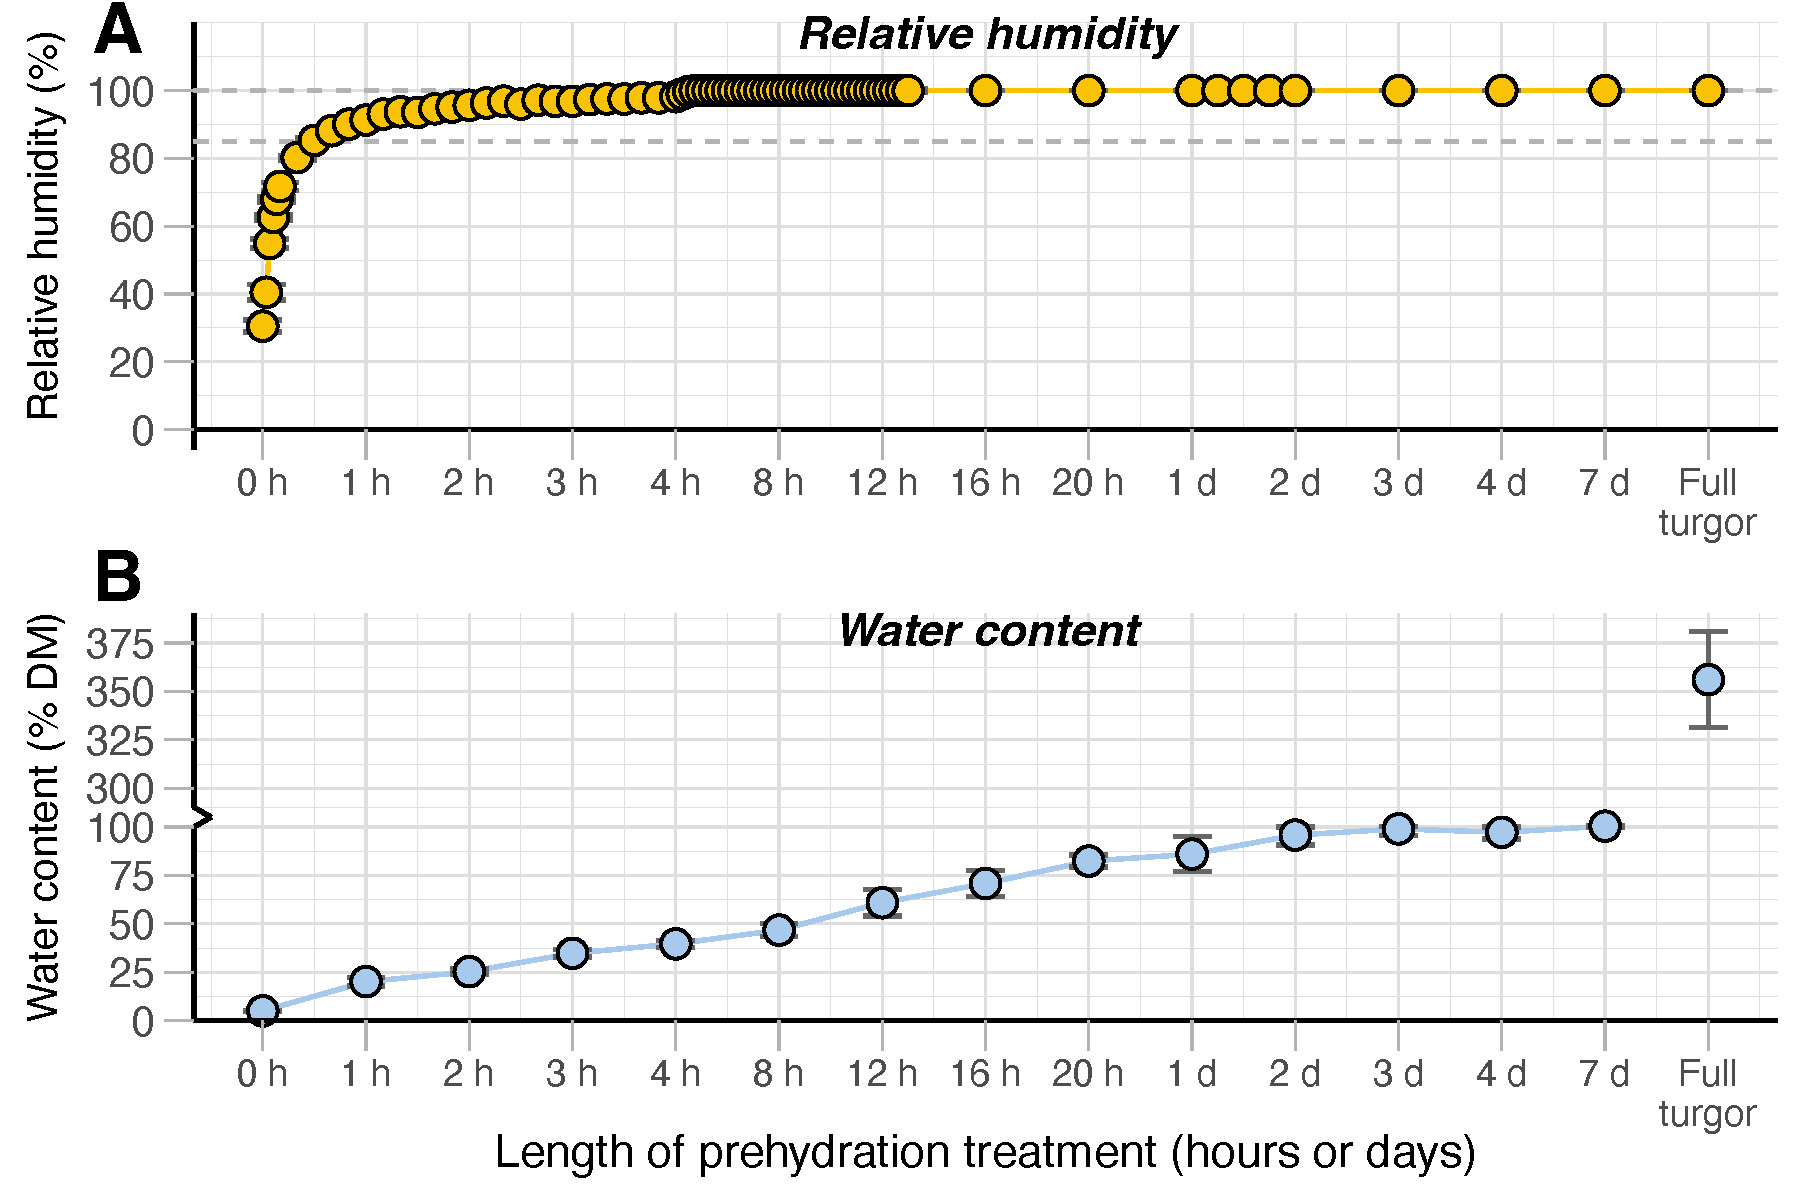 A
Relative humidity
Relative humidity (%)
100
80
60
40
20
0
0 h 1 h 2 h 3 h 4 h 8 h 12 h 16 h 20 h 1 d 2 d 3 d 4 d 7 d Full
turgor
B
Water content
Water content (% DM)
375
350
325
300
100
75
50
25
0
0 h 1 h 2 h 3 h 4 h 8 h 12 h 16 h 20 h 1 d 2 d 3 d 4 d 7 d Full
turgor
Length of prehydration treatment (hours or days)